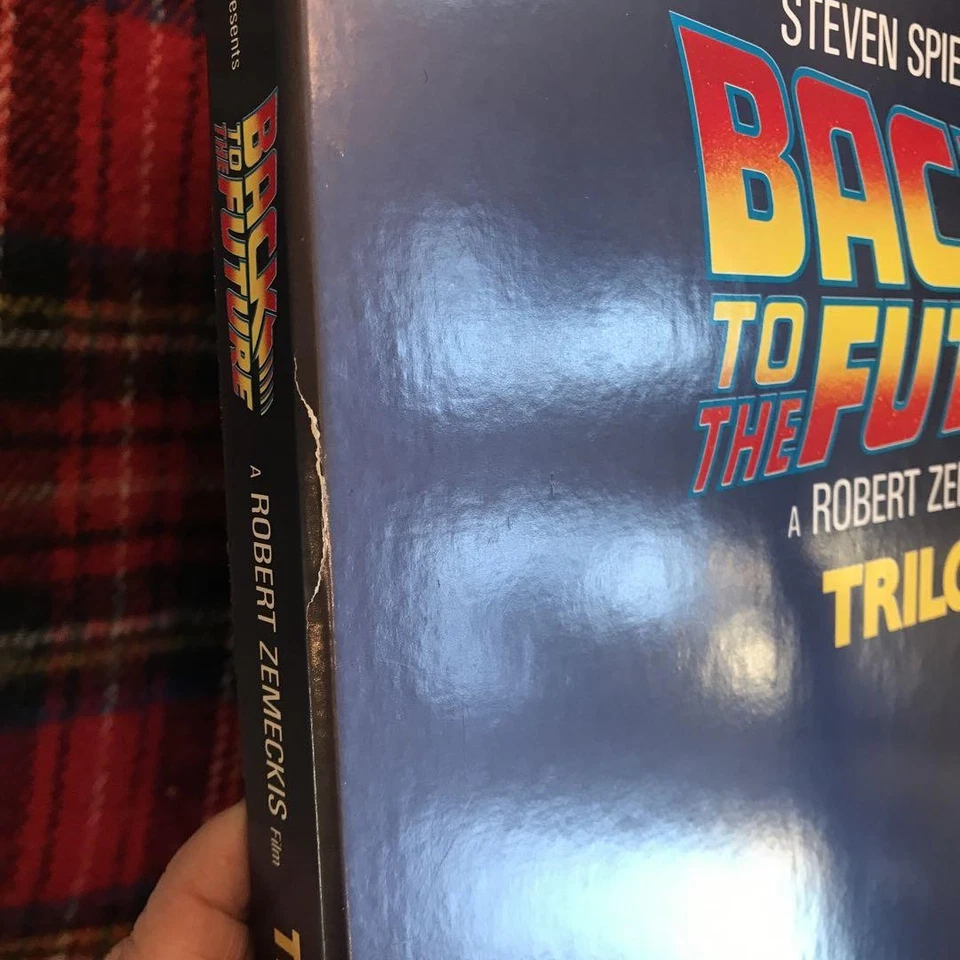 esents
BACK
TO
THE FUTURE
A ROBERT ZEMECKIS Film
T
STEVEN SPIE
BAC
TO
THE FUT
A ROBERT ZE
TRILO